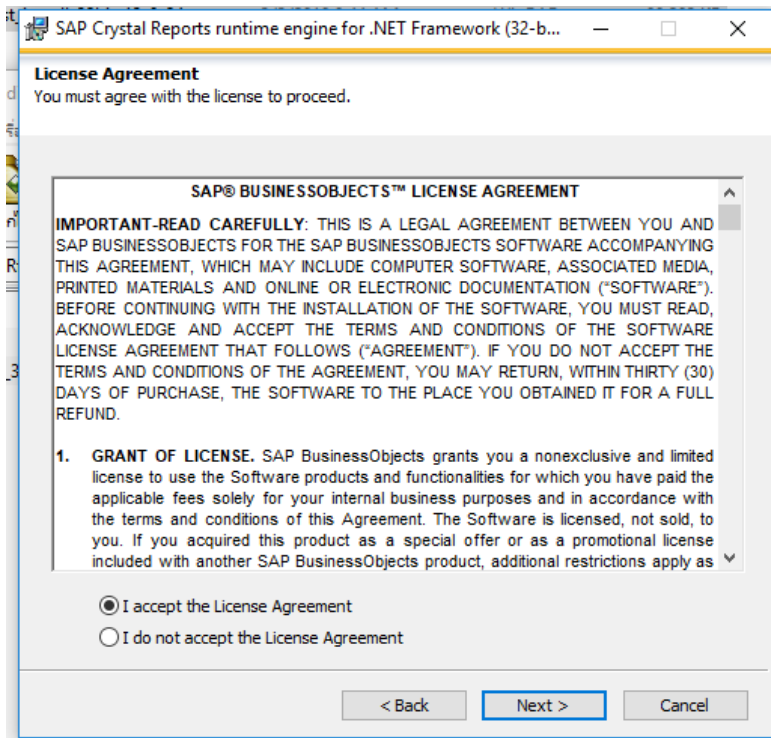 SAP Crystal Reports runtime engine for .NET Framework (32-b...
License Agreement
You must agree with the license to proceed.
SAP® BUSINESSOBJECTS™ LICENSE AGREEMENT
IMPORTANT-READ CAREFULLY: THIS IS A LEGAL AGREEMENT BETWEEN YOU AND
SAP BUSINESSOBJECTS FOR THE SAP BUSINESSOBJECTS SOFTWARE ACCOMPANYING
THIS AGREEMENT, WHICH MAY INCLUDE COMPUTER SOFTWARE, ASSOCIATED MEDIA,
PRINTED MATERIALS AND ONLINE OR ELECTRONIC DOCUMENTATION (“SOFTWARE”).
BEFORE CONTINUING WITH THE INSTALLATION OF THE SOFTWARE, YOU MUST READ,
ACKNOWLEDGE AND ACCEPT THE TERMS AND CONDITIONS OF THE SOFTWARE
LICENSE AGREEMENT THAT FOLLOWS (“AGREEMENT”). IF YOU DO NOT ACCEPT THE
TERMS AND CONDITIONS OF THE AGREEMENT, YOU MAY RETURN, WITHIN THIRTY (30)
DAYS OF PURCHASE, THE SOFTWARE TO THE PLACE YOU OBTAINED IT FOR A FULL
REFUND.
1. GRANT OF LICENSE. SAP BusinessObjects grants you a nonexclusive and limited
license to use the Software products and functionalities for which you have paid the
applicable fees solely for your internal business purposes and in accordance with
the terms and conditions of this Agreement. The Software is licensed, not sold, to
you. If you acquired this product as a special offer or as a promotional license
included with another SAP BusinessObjects product, additional restrictions apply as
I accept the License Agreement
I do not accept the License Agreement
< Back
Next >
Cancel